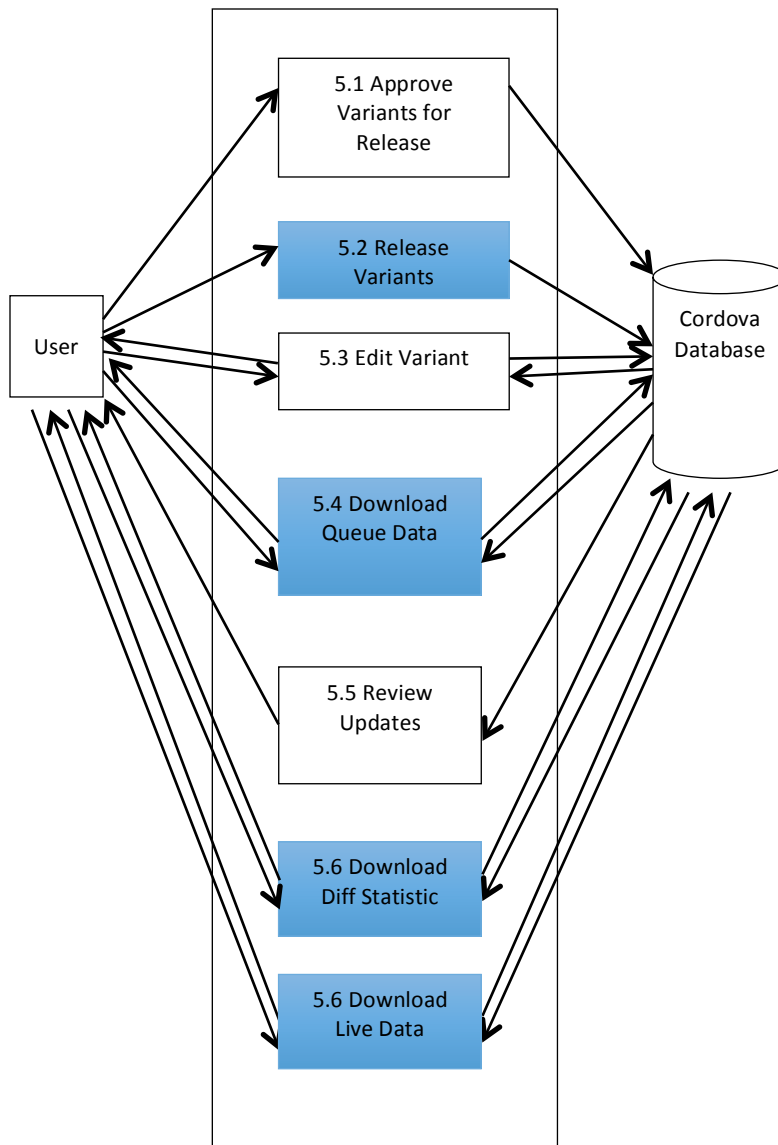 5.1 Approve
Variants for
Release
5.2 Release
Variants
User
5.3 Edit Variant
Cordova
Database
5.4 Download
Queue Data
5.5 Review
Updates
5.6 Download
Diff Statistic
5.6 Download
Live Data